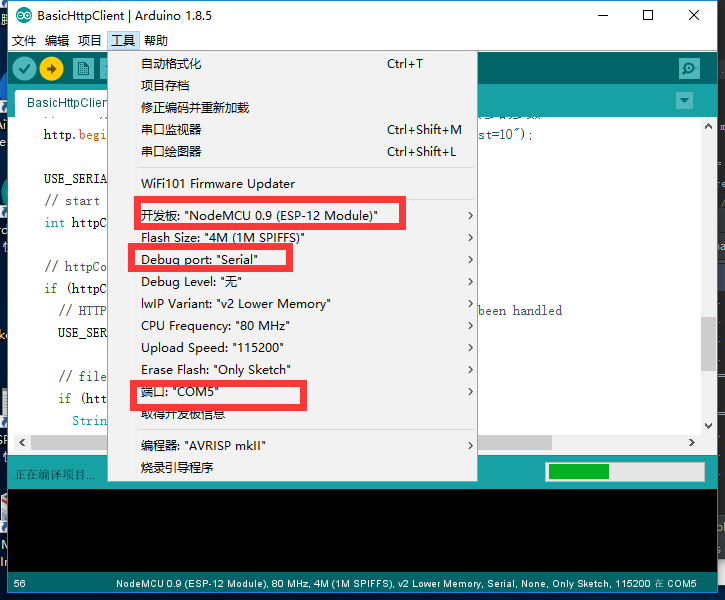 BasicHttpClient | Arduino 1.8.5
文件 编辑 项目 工具 帮助
BasicHttpClien
自动格式化 Ctrl+T
项目存档
修正编码并重新加载
串口监视器 Ctrl+Shift+M
串口绘图器 Ctrl+Shift+L
WiFi101 Firmware Updater
开发板: "NodeMCU 0.9 (ESP-12 Module)"
Flash Size: "4M (1M SPIFFS)"
Debug port: "Serial"
Debug Level: "无"
lwIP Variant: "v2 Lower Memory"
CPU Frequency: "80 MHz"
Upload Speed: "115200"
Erase Flash: "Only Sketch"
端口: "COM5"
取得开发板信息
编程器: "AVRISP mkII"
烧录引导程序
http.begi st=10");
USE_SERIA
// start
int httpC
// httpCo
if (httpC
// HTTP been handled
USE_SER
// file
if (htt
Strin
正在编译项目...
56 NodeMCU 0.9 (ESP-12 Module), 80 MHz, 4M (1M SPIFFS), v2 Lower Memory, Serial, None, Only Sketch, 115200 在 COM5